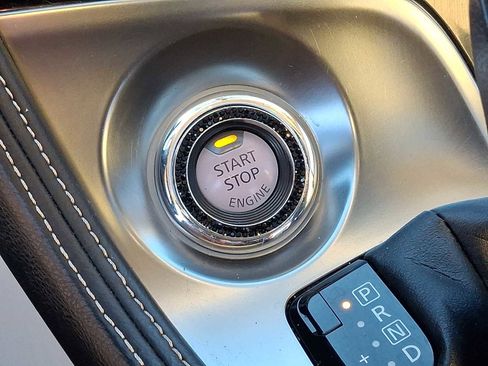 START
STOP
ENGINE
P
R
N
+ D